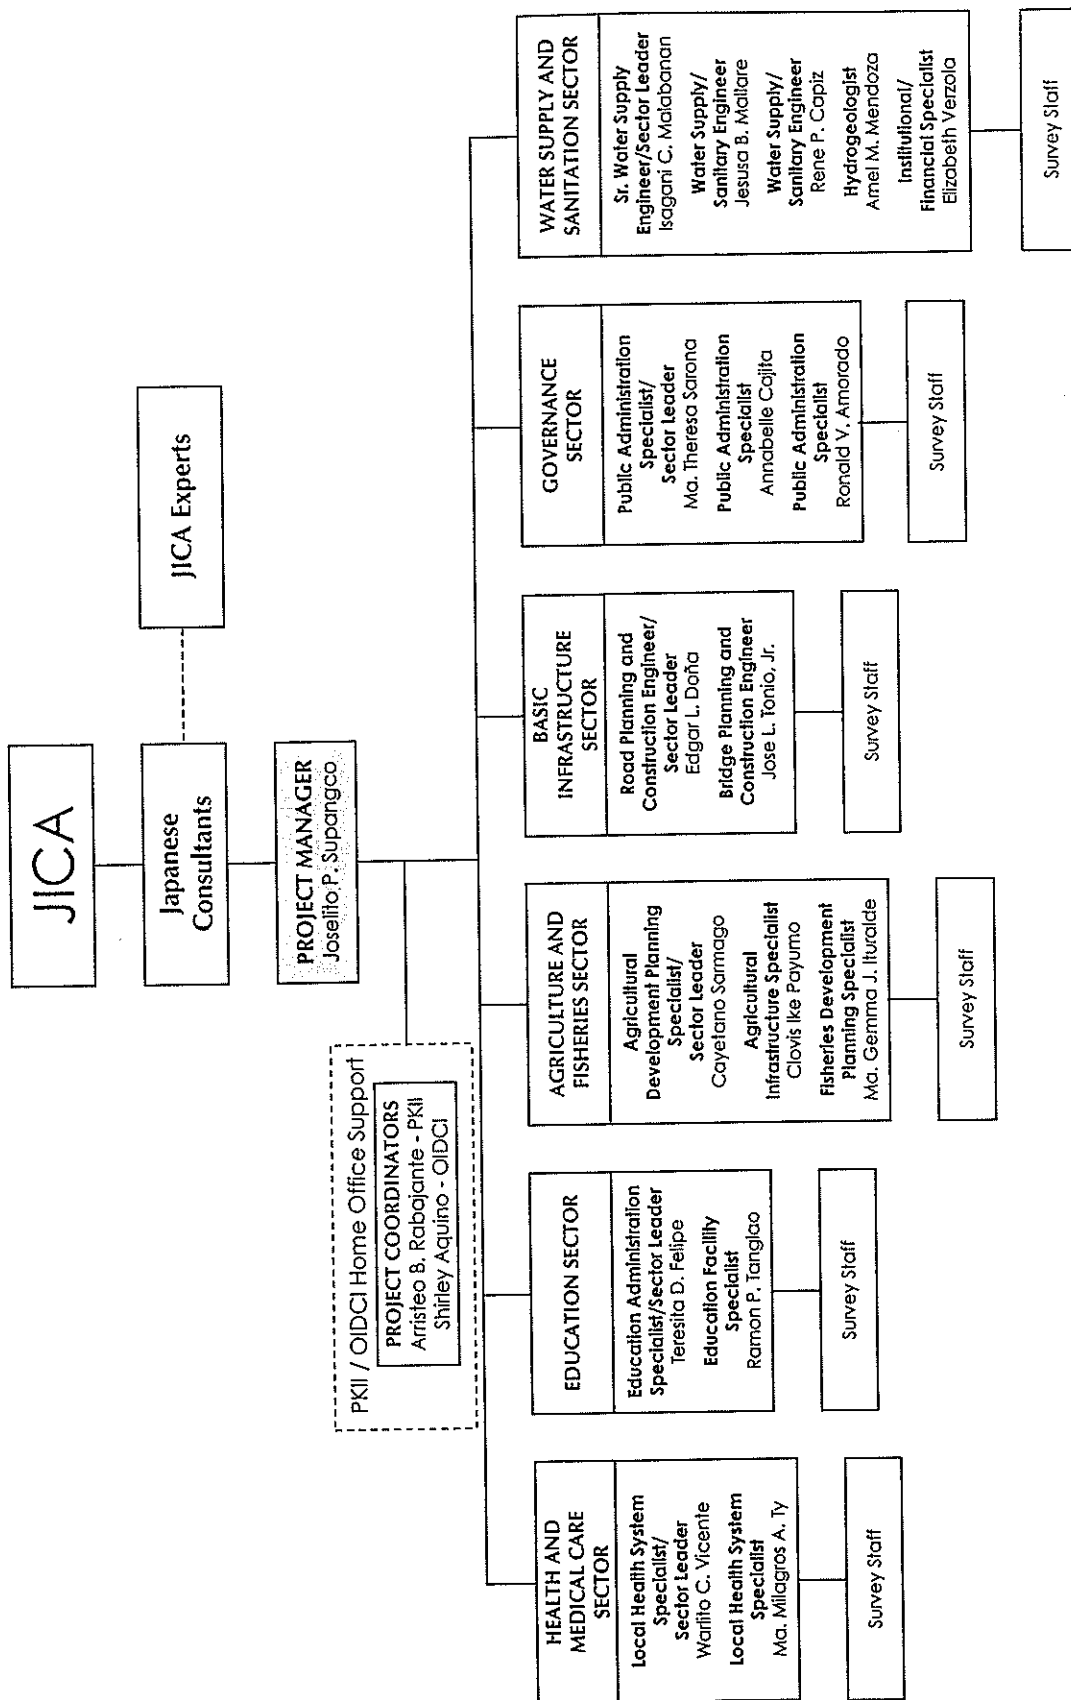 JICA
Japanese
Consultants
JICA Experts
PROJECT MANAGER
Joselito P. Supangco
PKII / OIDCI Home Office Support
PROJECT COORDINATORS
Arristeo B. Rabajante - PKII
Shirley Aquino - OIDCI
HEALTH AND
MEDICAL CARE
SECTOR
Local Health System
Specialist/
Sector Leader
Warlito C. Vicente
Local Health System
Specialist
Ma. Milagros A. Ty
Survey Staff
EDUCATION SECTOR
Education Administration
Specialist/Sector Leader
Teresita D. Felipe
Education Facility
Specialist
Ramon P. Tanglao
Survey Staff
AGRICULTURE AND
FISHERIES SECTOR
Agricultural
Development Planning
Specialist/
Sector Leader
Cayetano Sarmago
Agricultural
Infrastructure Specialist
Clovis Ike Payumo
Fisheries Development
Planning Specialist
Ma. Gemma J. Ituralde
Survey Staff
BASIC
INFRASTRUCTURE
SECTOR
Road Planning and
Construction Engineer/
Sector Leader
Edgar L. Doña
Bridge Planning and
Construction Engineer
Jose L. Tonio, Jr.
Survey Staff
GOVERNANCE
SECTOR
Public Administration
Specialist/
Sector Leader
Ma. Theresa Sarona
Public Administration
Specialist
Annabelle Cajita
Public Administration
Specialist
Ronald V. Amorado
Survey Staff
WATER SUPPLY AND
SANITATION SECTOR
Sr. Water Supply
Engineer/Sector Leader
Isagani C. Malabanan
Water Supply/
Sanitary Engineer
Jesusa B. Mallare
Water Supply/
Sanitary Engineer
Rene P. Capiz
Hydrogeologist
Amel M. Mendoza
Institutional/
Financial Specialist
Elizabeth Verzola
Survey Staff